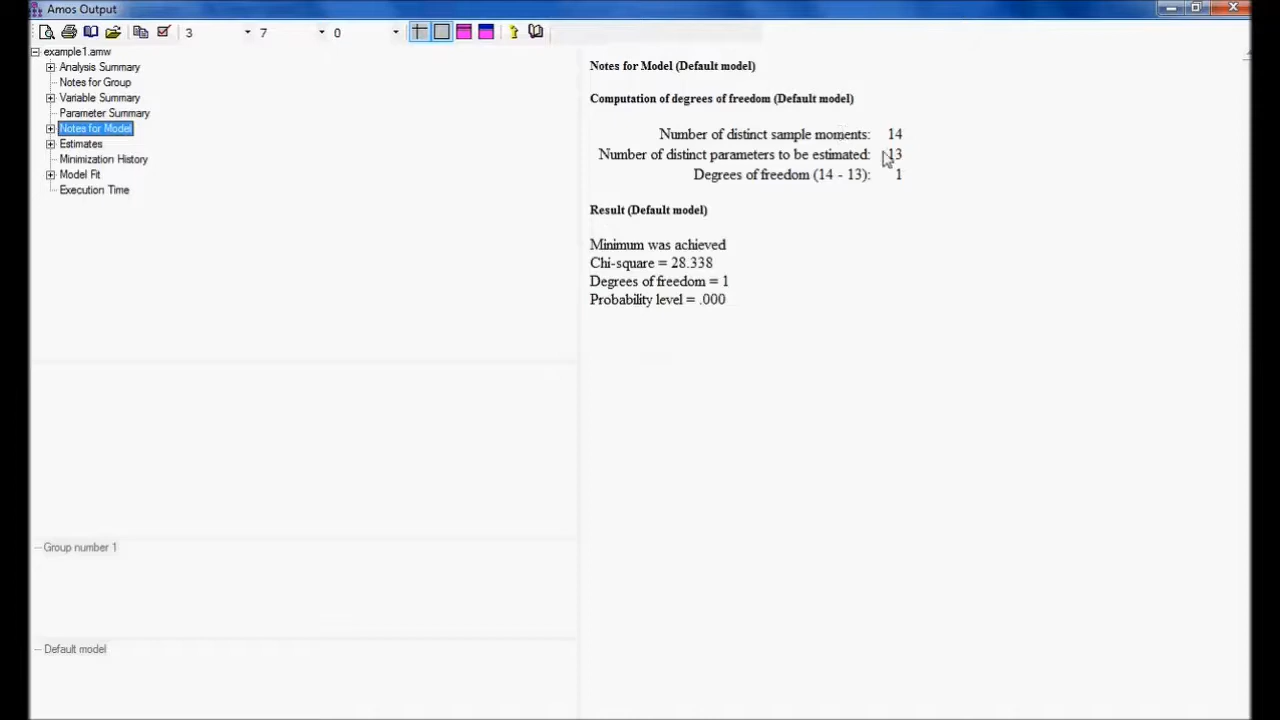 Amos Output
3 7 0
example1.amw
Analysis Summary
Notes for Group
Variable Summary
Parameter Summary
Notes for Model
Estimates
Minimization History
Model Fit
Execution Time
Group number 1
Default model
Notes for Model (Default model)
Computation of degrees of freedom (Default model)
Number of distinct sample moments: 14
Number of distinct parameters to be estimated: 13
Degrees of freedom (14 - 13): 1
Result (Default model)
Minimum was achieved
Chi-square = 28.338
Degrees of freedom = 1
Probability level = .000